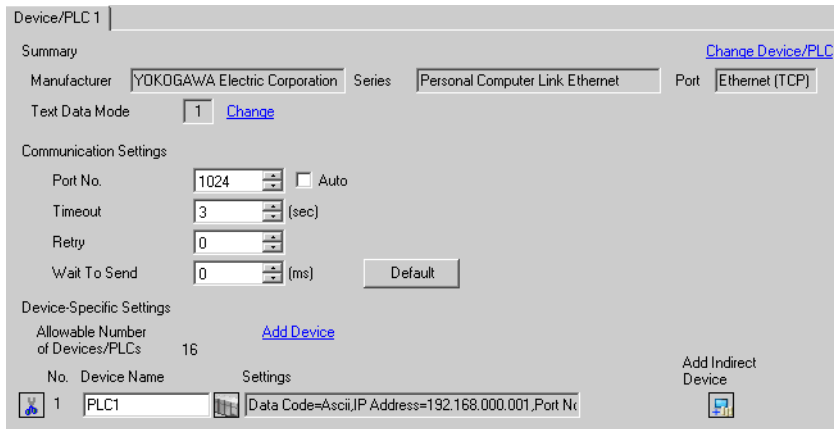 Device/PLC 1
Summary
Change Device/PLC
Manufacturer YOKOGAWA Electric Corporation Series Personal Computer Link Ethernet Port Ethernet (TCP)
Text Data Mode 1 Change
Communication Settings
Port No. 1024 Auto
Timeout 3 (sec)
Retry 0
Wait To Send 0 (ms) Default
Device-Specific Settings
Allowable Number of Devices/PLCs 16 Add Device
No. Device Name Settings Add Indirect Device
1 PLC1 Data Code=Ascii,IP Address=192.168.000.001,Port No